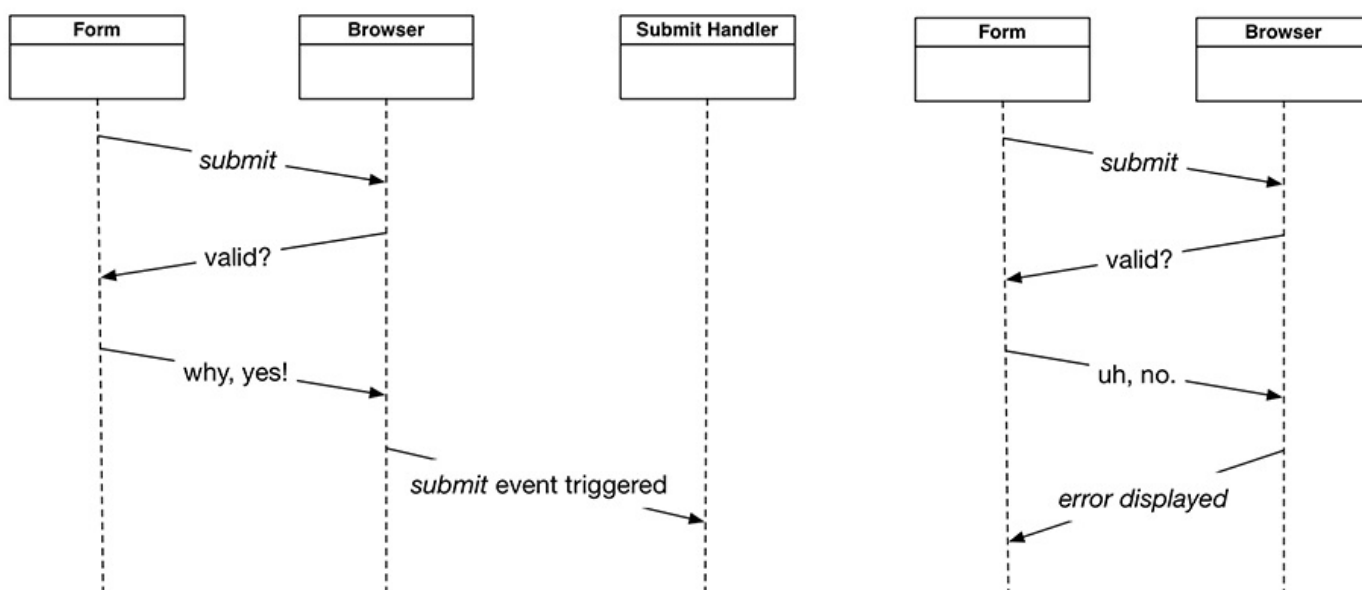 Form
Browser
Submit Handler
submit
valid?
why, yes!
submit event triggered
Form
Browser
submit
valid?
uh, no.
error displayed